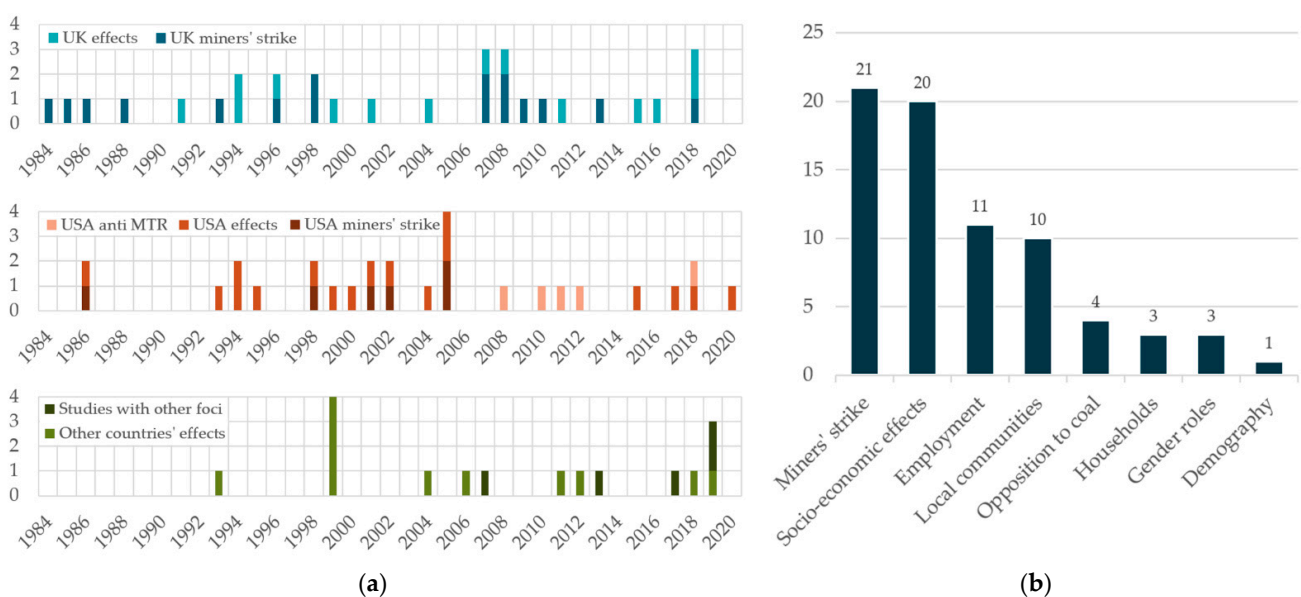 4
3
2
1
0
UK effects UK miners' strike
1984 1986 1988 1990 1992 1994 1996 1998 2000 2002 2004 2006 2008 2010 2012 2014 2016 2018 2020
4
3
2
1
0
USA anti MTR USA effects USA miners' strike
1984 1986 1988 1990 1992 1994 1996 1998 2000 2002 2004 2006 2008 2010 2012 2014 2016 2018 2020
4
3
2
1
0
Studies with other foci
Other countries' effects
1984 1986 1988 1990 1992 1994 1996 1998 2000 2002 2004 2006 2008 2010 2012 2014 2016 2018 2020
(a)
25
20
15
10
5
0
21 20 11 10 4 3 3 1
Miners' strike
Socio-economic effects
Employment
Local communities
Opposition to coal
Households
Gender roles
Demography
(b)